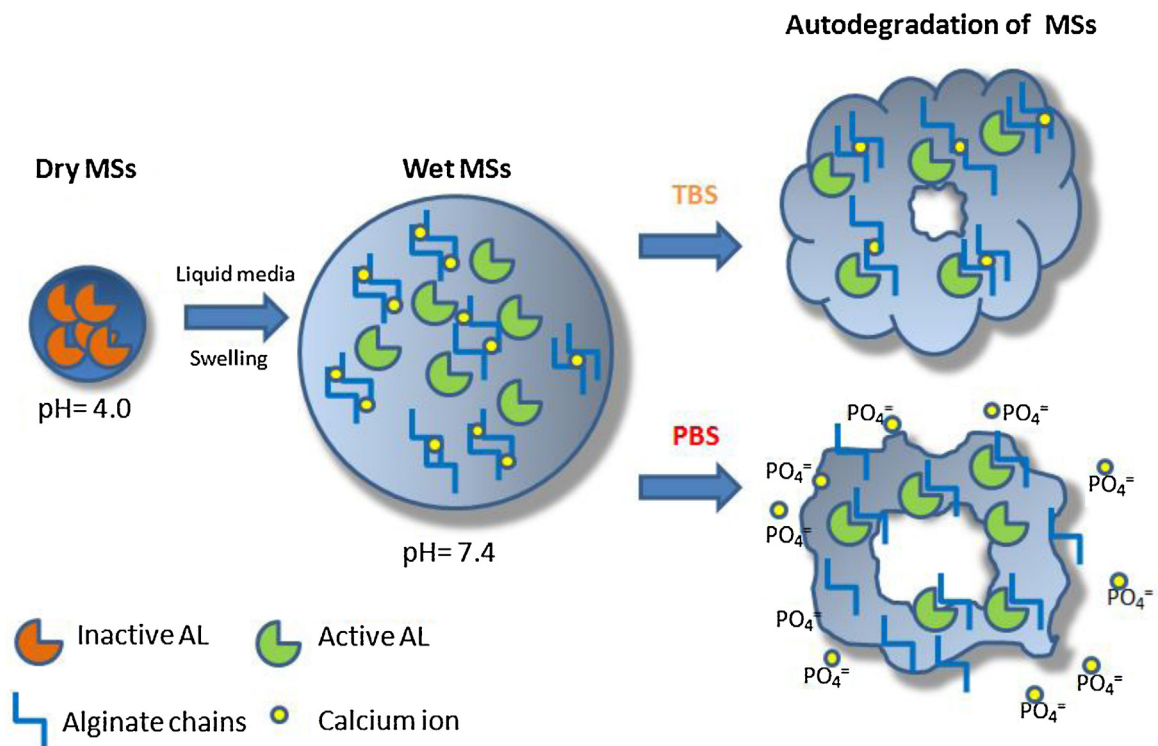 Autodegradation of MSs
Dry MSs
Wet MSs
TBS
Liquid media
Swelling
pH= 4.0
PO₄⁼
PO₄⁼
PBS
PO₄⁼
PO₄⁼
PO₄⁼
pH= 7.4
PO₄⁼
PO₄⁼
Inactive AL
Active AL
PO₄⁼
PO₄⁼
PO₄⁼
Alginate chains
Calcium ion